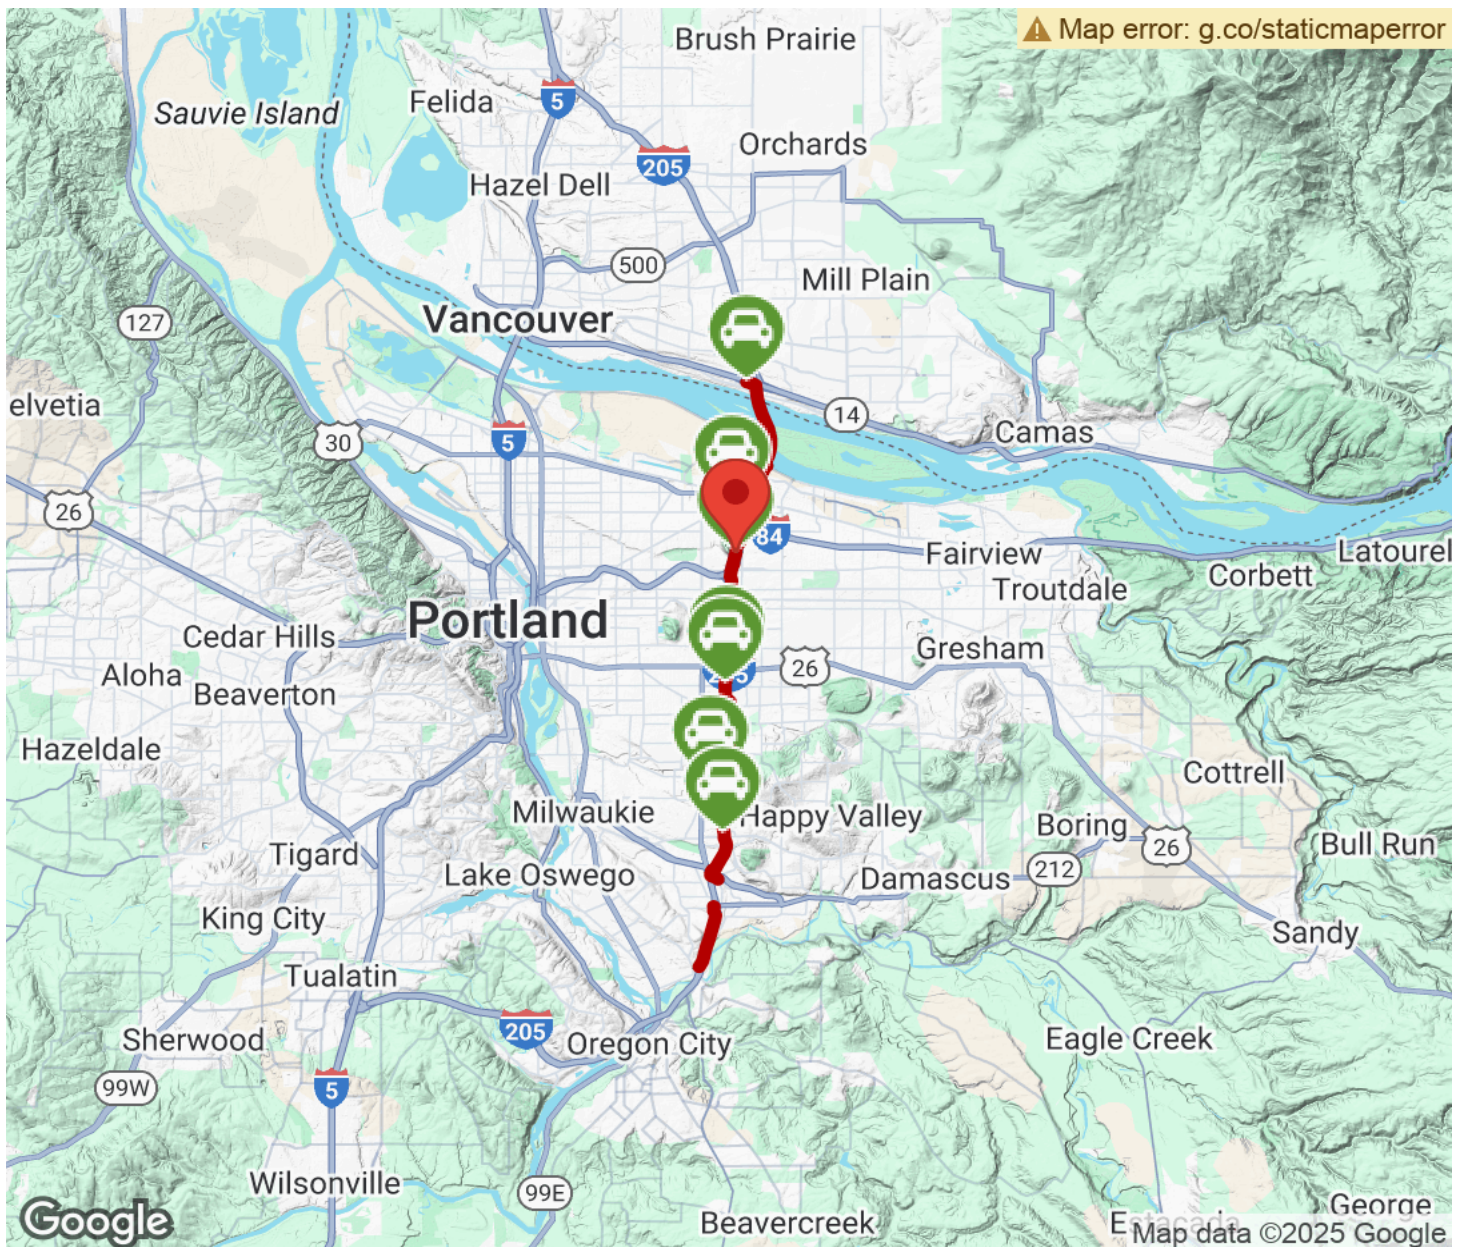 Brush Prairie
Map error: g.co/staticmaperror
Felida
5
Sauvie Island
Orchards
205
Hazel Dell
500
Mill Plain
127
Vancouver
elvetia
14
30
5
Camas
26
84
Fairview
Latourel
Corbett
Troutdale
Portland
Cedar Hills
Gresham
26
Aloha
Beaverton
Hazeldale
Cottrell
Milwaukie
Happy Valley
Boring
26
Bull Run
Tigard
Lake Oswego
Damascus
212
King City
Sandy
Tualatin
Sherwood
205
Oregon City
Eagle Creek
99W
5
Wilsonville
99E
George
Google
Beavercreek
Estacada
Map data ©2025 Google